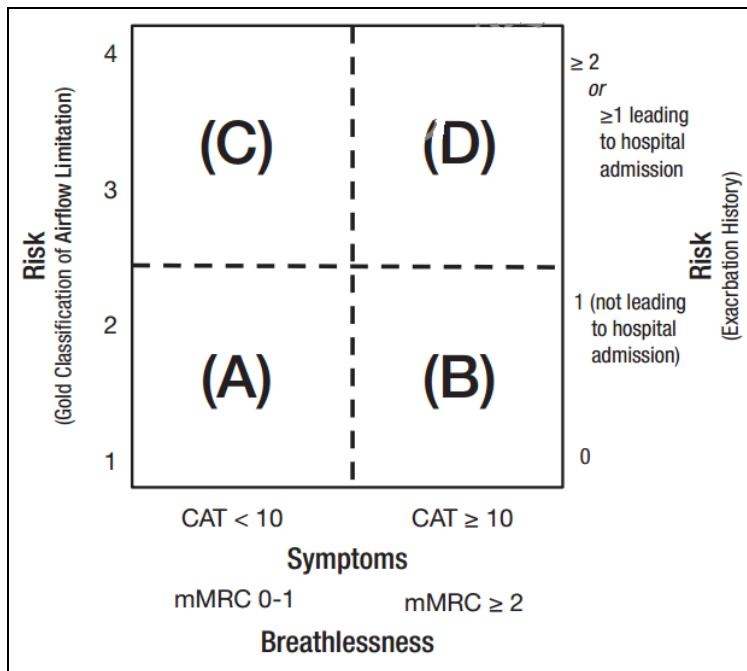 4
3
2
1
Risk
(Gold Classification of Airflow Limitation)
(C)
(D)
(A)
(B)
≥ 2
or
≥1 leading
to hospital
admission
1 (not leading
to hospital
admission)
0
Risk
(Exacrbation History)
CAT < 10
CAT ≥ 10
Symptoms
mMRC 0-1
mMRC ≥ 2
Breathlessness